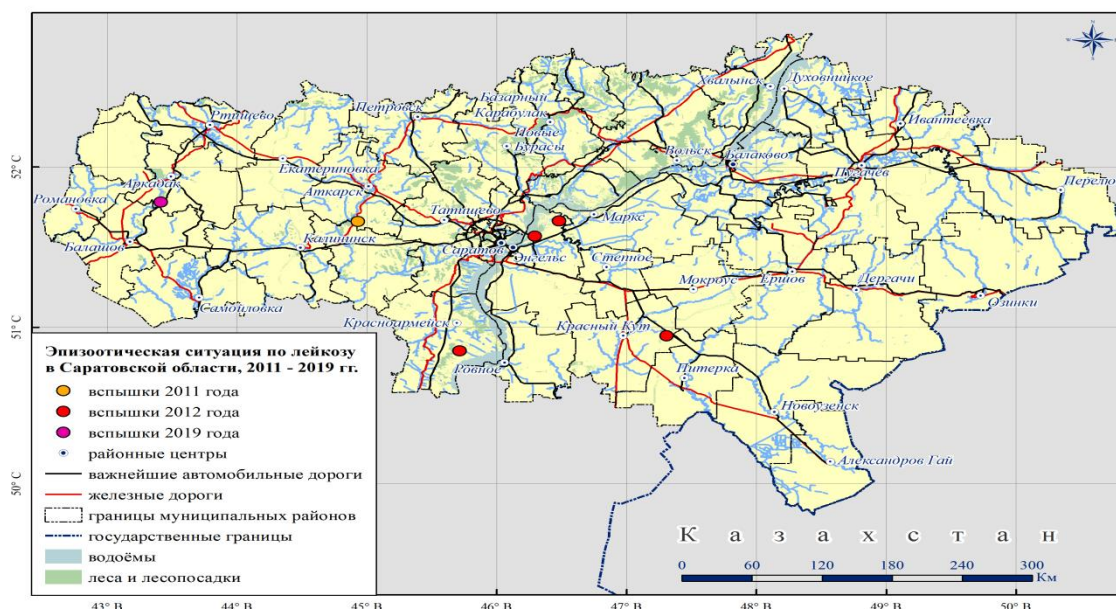 Хвалынск
Духовницкое
Базарный
Карабулак
Петровск
Ртищево
Ивантеевка
Новые
Бурасы
Вольск
Балаково
Екатериновка
Аткарск
Пугачев
Аркадак
Перелюб
Романовка
Татищево
Маркс
Балашов
Калининск
Саратов
Энгельс
Степное
Мокроус
Ершов
Дергачи
Озинки
Самойловка
Красноармейск
Красный Кут
Ровное
Питерка
Новоузенск
Александров Гай
52° С
51° С
50° С
Эпизоотическая ситуация по лейкозу
в Саратовской области, 2011 - 2019 гг.
вспышки 2011 года
вспышки 2012 года
вспышки 2019 года
районные центры
важнейшие автомобильные дороги
железные дороги
границы муниципальных районов
государственные границы
водоёмы
леса и лесопосадки
Казахстан
0 60 120 180 240 300
Км
43° В 44° В 45° В 46° В 47° В 48° В 49° В 50° В